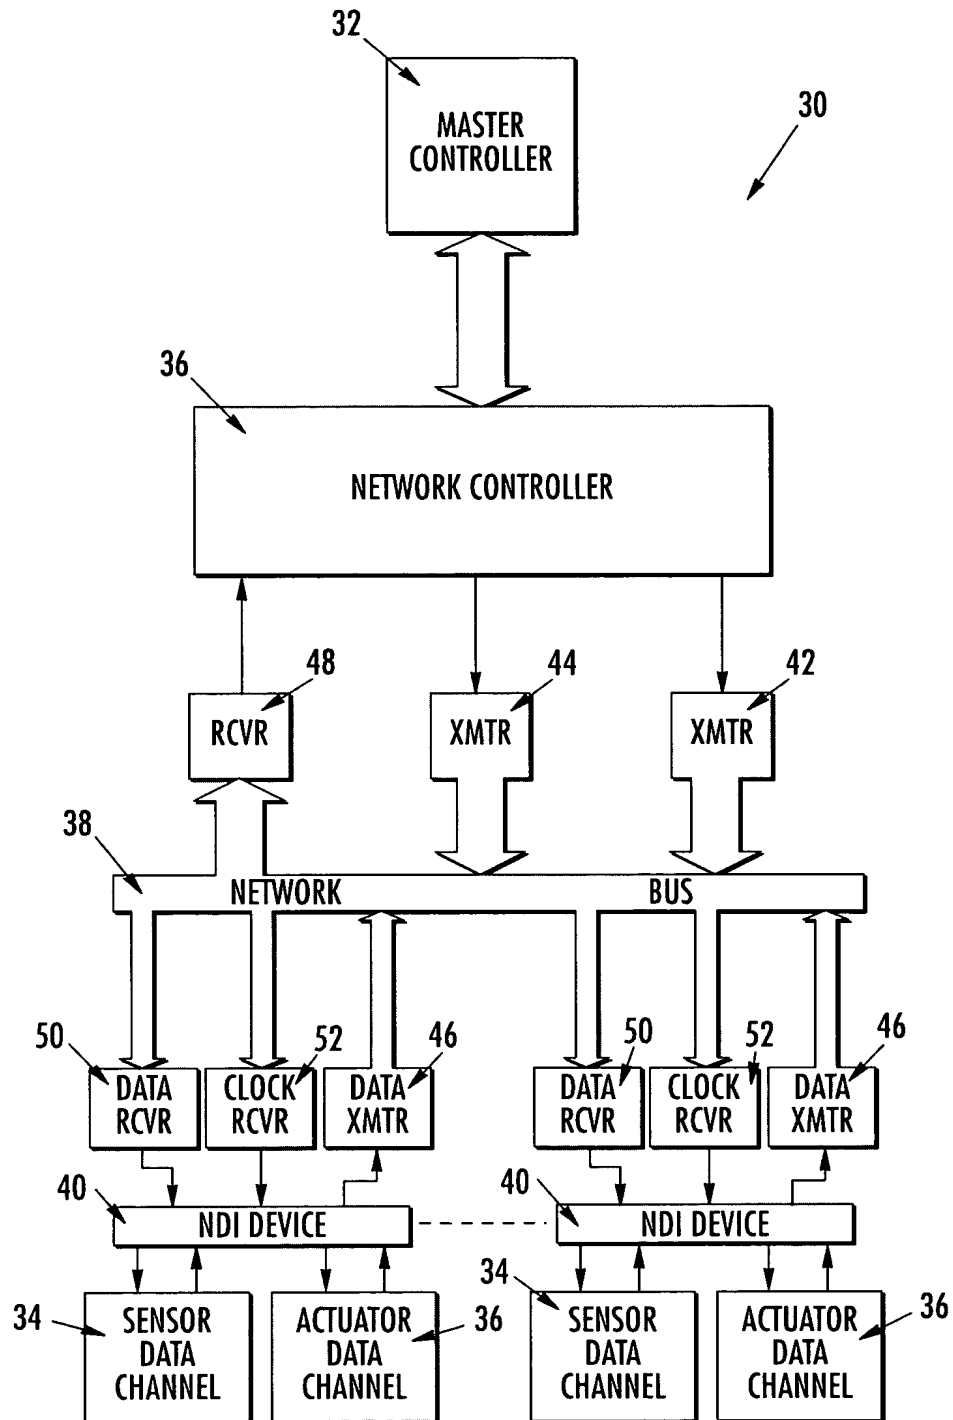 32
MASTER
CONTROLLER
30
36
NETWORK CONTROLLER
48
44
42
RCVR
XMTR
XMTR
38
NETWORK BUS
50
52
46
50
52
46
DATA
RCVR
CLOCK
RCVR
DATA
XMTR
DATA
RCVR
CLOCK
RCVR
DATA
XMTR
40
NDI DEVICE
40
NDI DEVICE
34
SENSOR
DATA
CHANNEL
ACTUATOR
DATA
CHANNEL
36
34
SENSOR
DATA
CHANNEL
ACTUATOR
DATA
CHANNEL
36